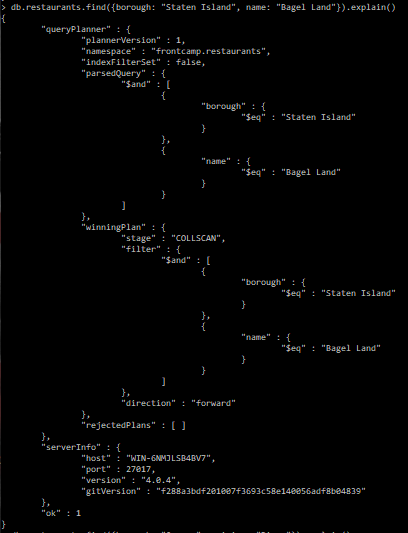 > db.restaurants.find({borough: "Staten Island", name: "Bagel Land"}).explain()
{
"queryPlanner" : {
"plannerVersion" : 1,
"namespace" : "frontcamp.restaurants",
"indexFilterSet" : false,
"parsedQuery" : {
"$and" : [
{
"borough" : {
"$eq" : "Staten Island"
}
},
{
"name" : {
"$eq" : "Bagel Land"
}
}
]
},
"winningPlan" : {
"stage" : "COLLSCAN",
"filter" : {
"$and" : [
{
"borough" : {
"$eq" : "Staten Island"
}
},
{
"name" : {
"$eq" : "Bagel Land"
}
}
]
},
"direction" : "forward"
},
"rejectedPlans" : [ ]
},
"serverInfo" : {
"host" : "WIN-6NMJLSB4BV7",
"port" : 27017,
"version" : "4.0.4",
"gitVersion" : "f288a3bdf201007f3693c58e140056adf8b04839"
},
"ok" : 1
}